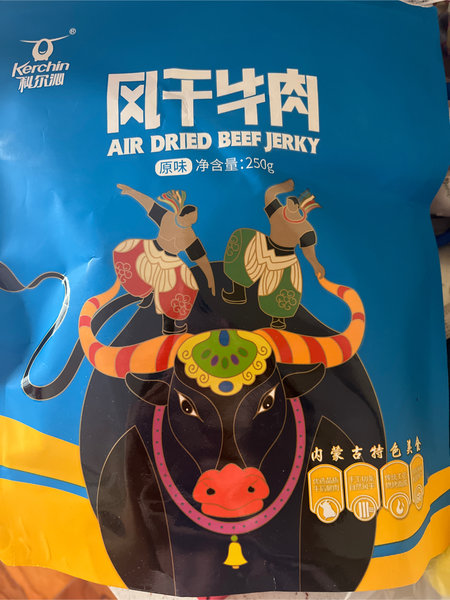 ®
Kerchin
科尔沁
风干牛肉
AIR DRIED BEEF JERKY
原味 净含量:250g
内蒙古特色美食